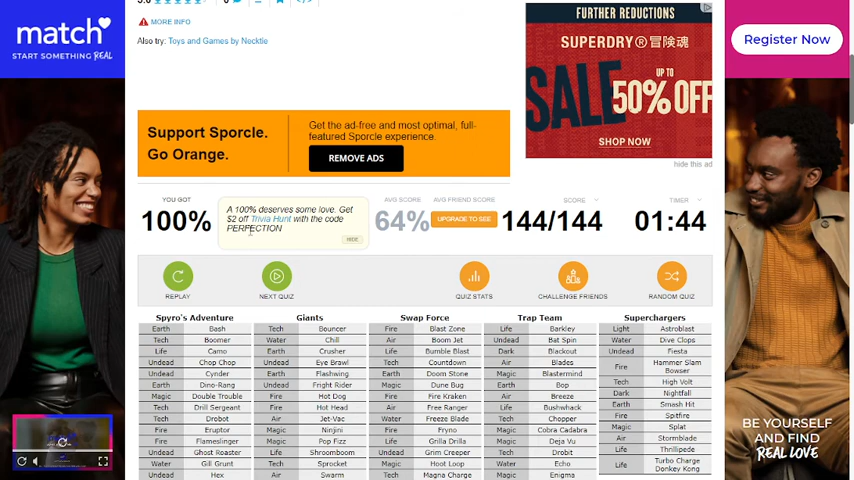 match
START SOMETHING REAL
MORE INFO
Also try: Toys and Games by Necktie
FURTHER REDUCTIONS
SUPERDRY®冒険魂
SALE
UP TO
50% OFF
SHOP NOW
hide this ad
Register Now
Support Sporcle.
Go Orange.
Get the ad-free and most optimal, full-
featured Sporcle experience.
REMOVE ADS
YOU GOT
100%
A 100% deserves some love. Get
$2 off Trivia Hunt with the code
PERFECTION
HIDE
AVG SCORE
64%
AVG FRIEND SCORE
UPGRADE TO SEE
SCORE
144/144
TIMER
01:44
REPLAY
NEXT QUIZ
QUIZ STATS
CHALLENGE FRIENDS
RANDOM QUIZ
Spyro's Adventure
Earth Bash
Tech Boomer
Life Camo
Undead Chop Chop
Undead Cynder
Earth Dino-Rang
Magic Double Trouble
Tech Drill Sergeant
Tech Drobot
Fire Eruptor
Fire Flameslinger
Undead Ghost Roaster
Water Gill Grunt
Undead Hex
Giants
Tech Bouncer
Water Chill
Earth Crusher
Undead Eye Brawl
Earth Flashwing
Undead Fright Rider
Fire Hot Dog
Fire Hot Head
Air Jet-Vac
Magic Ninjini
Magic Pop Fizz
Life Shroomboom
Tech Sprocket
Air Swarm
Swap Force
Fire Blast Zone
Air Boom Jet
Life Bumble Blast
Tech Countdown
Earth Doom Stone
Magic Dune Bug
Fire Fire Kraken
Air Free Ranger
Water Freeze Blade
Fire Fryno
Life Grilla Drilla
Undead Grim Creeper
Magic Hoot Loop
Tech Magna Charge
Trap Team
Life Barkley
Undead Bat Spin
Dark Blackout
Air Blades
Magic Blastermind
Earth Bop
Air Breeze
Life Bushwhack
Tech Chopper
Magic Cobra Cadabra
Magic Deja Vu
Tech Drobit
Water Echo
Magic Enigma
Superchargers
Light Astroblast
Water Dive Clops
Undead Fiesta
Fire Hammer Slam
Bowser
Tech High Volt
Dark Nightfall
Earth Smash Hit
Fire Spitfire
Magic Splat
Air Stormblade
Life Thrillipede
Life Turbo Charge
Donkey Kong
BE YOURSELF
AND FIND
REAL LOVE